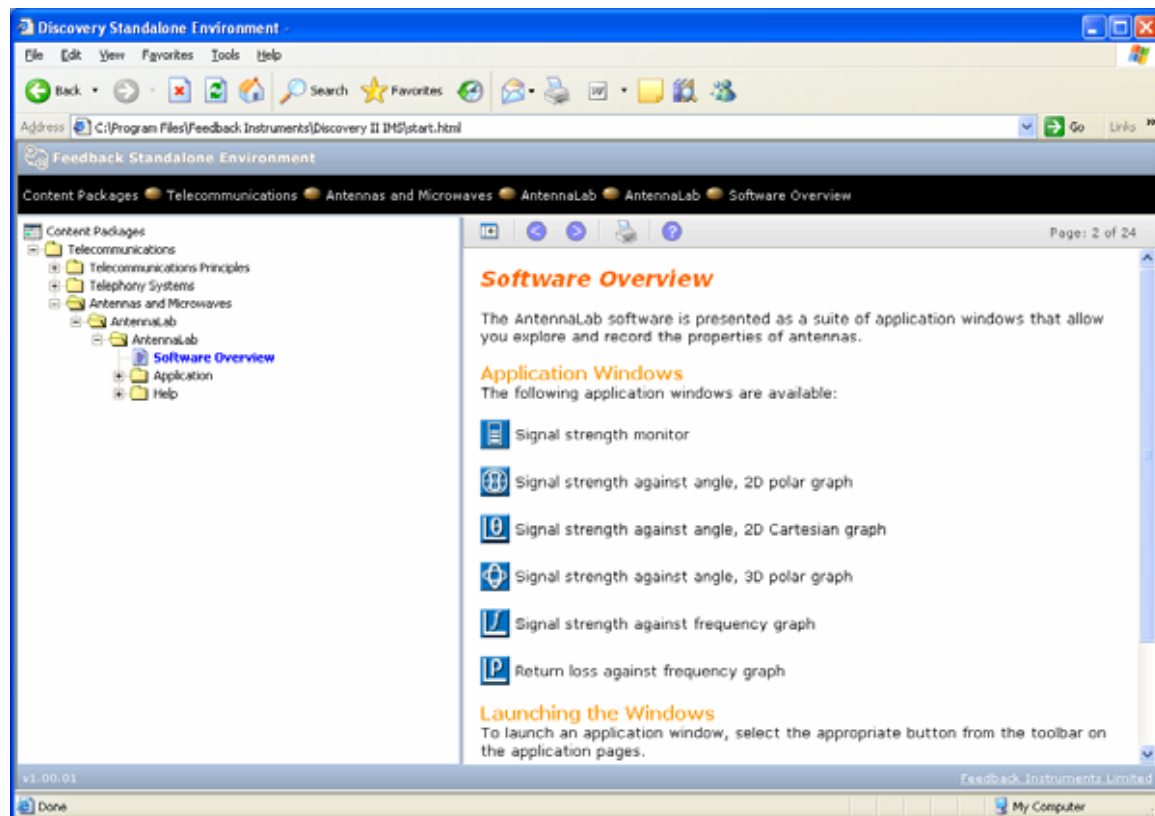 Discovery Standalone Environment -
File Edit View Favorites Tools Help
Back Search Favorites
Address C:\Program Files\Feedback Instruments\Discovery II IMS\start.html Go Links »
Feedback Standalone Environment
Content Packages Telecommunications Antennas and Microwaves AntennaLab AntennaLab Software Overview
Content Packages
Telecommunications
Telecommunications Principles
Telephony Systems
Antennas and Microwaves
AntennaLab
AntennaLab
Software Overview
Application
Help
Page: 2 of 24
Software Overview
The AntennaLab software is presented as a suite of application windows that allow
you explore and record the properties of antennas.
Application Windows
The following application windows are available:
Signal strength monitor
Signal strength against angle, 2D polar graph
θ Signal strength against angle, 2D Cartesian graph
Signal strength against angle, 3D polar graph
Signal strength against frequency graph
P Return loss against frequency graph
Launching the Windows
To launch an application window, select the appropriate button from the toolbar on
the application pages.
v1.00.01 Feedback Instruments Limited
Done My Computer